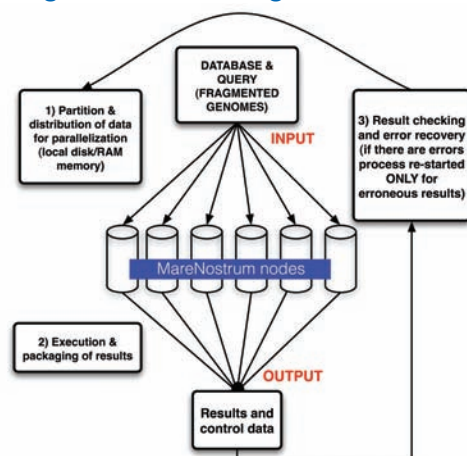 DATABASE &
QUERY
(FRAGMENTED
GENOMES)
1) Partition &
distribution of data
for parallelization
(local disk/RAM
memory)
3) Result checking
and error recovery
(if there are errors
process re-started
ONLY for
erroneous results)
INPUT
MareNostrum nodes
2) Execution &
packaging of results
OUTPUT
Results and
control data